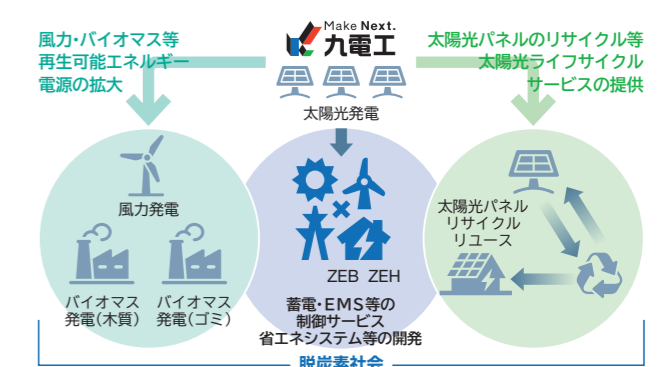 Make Next.
九電工
風力・バイオマス等
再生可能エネルギー
電源の拡大
太陽光パネルのリサイクル等
太陽光ライフサイクル
サービスの提供
太陽光発電
風力発電
バイオマス
発電(木質)
バイオマス
発電(ゴミ)
ZEB ZEH
蓄電・EMS等の
制御サービス
省エネシステム等の開発
太陽光パネル
リサイクル
リユース
脱炭素社会